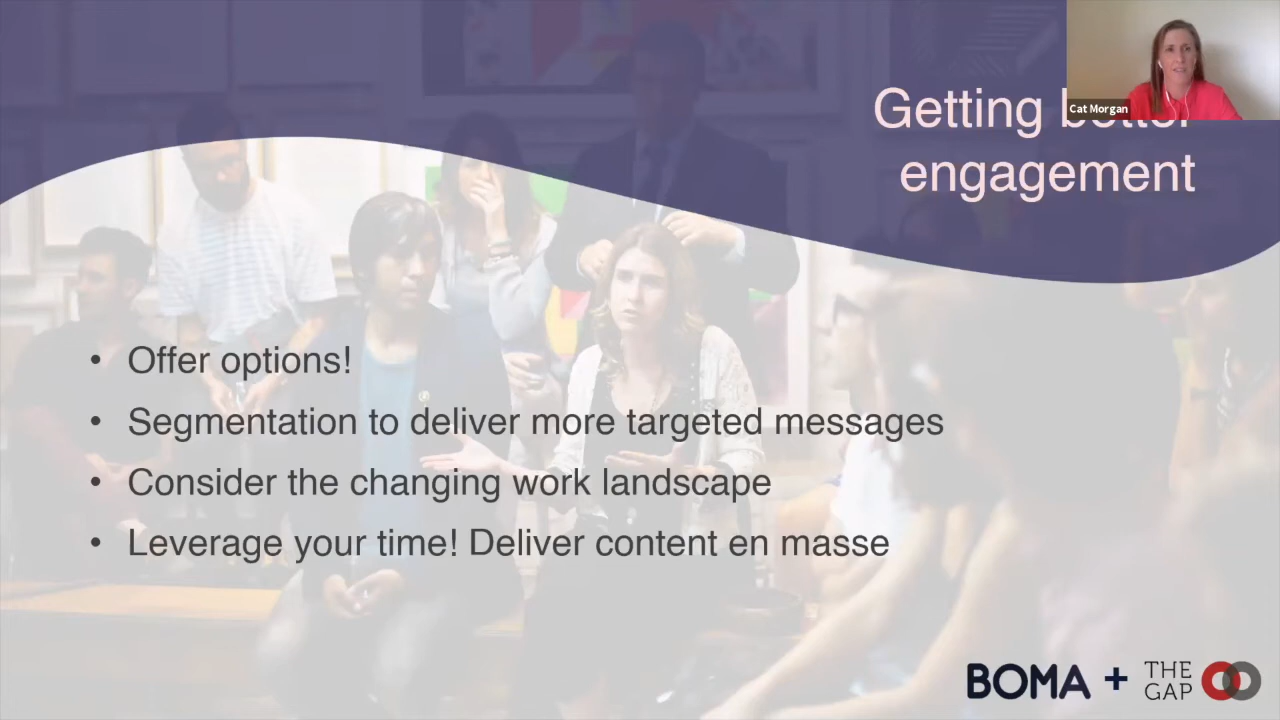 Getting better
engagement
Cat Morgan
• Offer options!
• Segmentation to deliver more targeted messages
• Consider the changing work landscape
• Leverage your time! Deliver content en masse
BOMA + THE
GAP